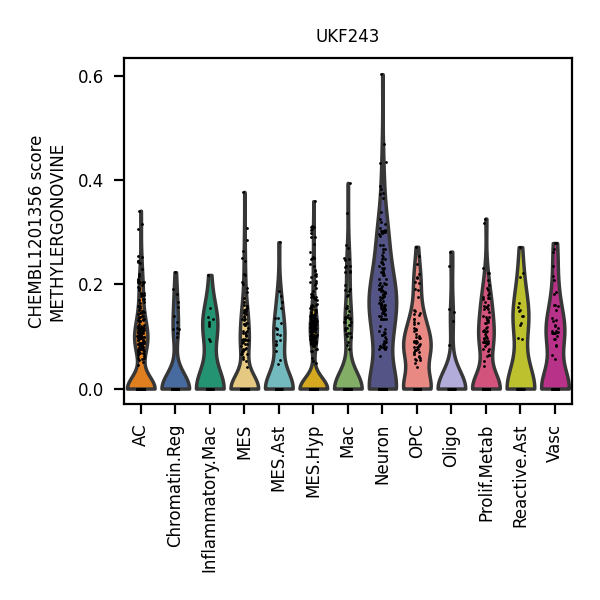 UKF243
CHEMBL1201356 score
METHYLERGONOVINE
0.6
0.4
0.2
0.0
AC
Chromatin.Reg
Inflammatory.Mac
MES
MES.Ast
MES.Hyp
Mac
Neuron
OPC
Oligo
Prolif.Metab
Reactive.Ast
Vasc